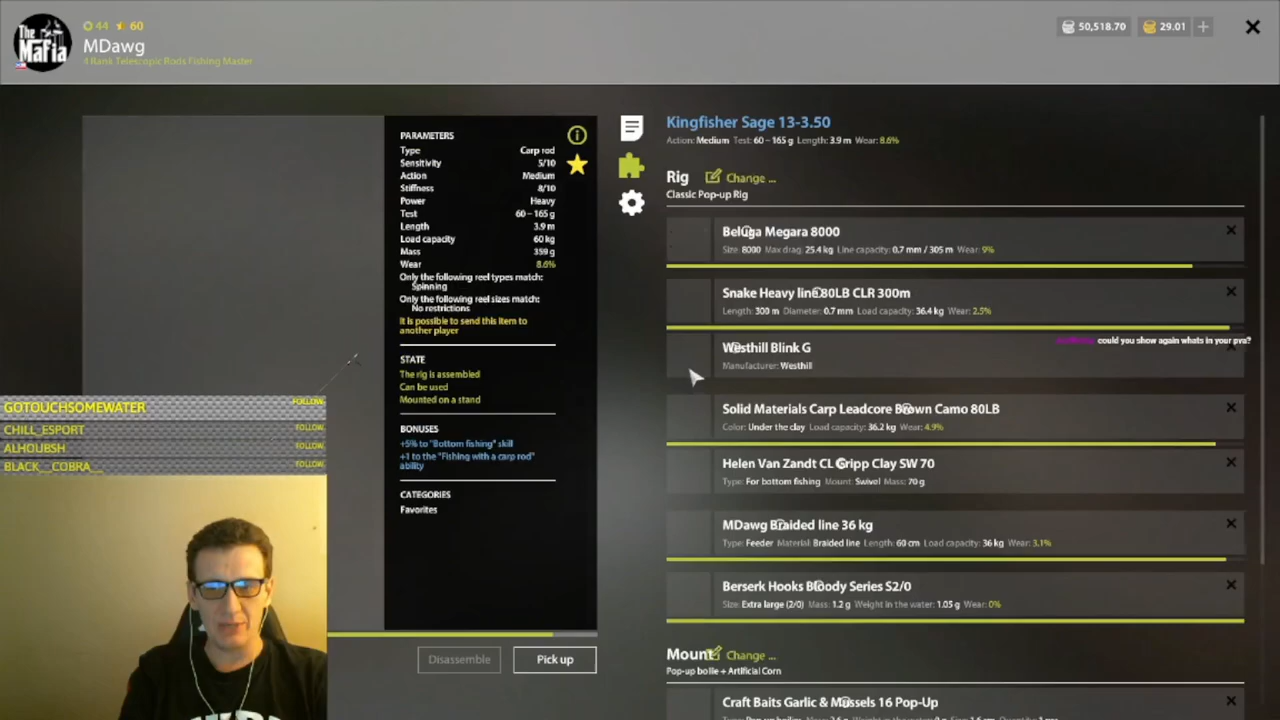 The
Mafia
44 60
MDawg
4 Rank Telescopic Rods Fishing Master
50,518.70 29.01 +
PARAMETERS
Type Carp rod
Sensitivity 5/10
Action Medium
Stiffness 8/10
Power Heavy
Test 60 – 165 g
Length 3.9 m
Load capacity 60 kg
Mass 359 g
Wear 8.6%
Only the following reel types match:
Spinning
Only the following reel sizes match:
No restrictions
It is possible to send this item to
another player
STATE
The rig is assembled
Can be used
Mounted on a stand
BONUSES
+5% to "Bottom fishing" skill
+1 to the "Fishing with a carp rod"
ability
CATEGORIES
Favorites
Disassemble Pick up
Kingfisher Sage 13-3.50
Action: Medium Test: 60 – 165 g Length: 3.9 m Wear: 8.6%
Rig Change ...
Classic Pop-up Rig
Beluga Megara 8000
Size: 8000 Max drag: 25.4 kg Line capacity: 0.7 mm / 305 m Wear: 9%
Snake Heavy line 80LB CLR 300m
Length: 300 m Diameter: 0.7 mm Load capacity: 36.4 kg Wear: 2.5%
could you show again whats in your pva?
Westhill Blink G
Manufacturer: Westhill
Solid Materials Carp Leadcore Brown Camo 80LB
Color: Under the clay Load capacity: 36.2 kg Wear: 4.9%
Helen Van Zandt CL Gripp Clay SW 70
Type: For bottom fishing Mount: Swivel Mass: 70 g
MDawg Braided line 36 kg
Type: Feeder Material: Braided line Length: 60 cm Load capacity: 36 kg Wear: 3.1%
Berserk Hooks Bloody Series S2/0
Size: Extra large (2/0) Mass: 1.2 g Weight in the water: 1.05 g Wear: 0%
Mount Change ...
Pop-up boilie + Artificial Corn
Craft Baits Garlic & Mussels 16 Pop-Up
GOTOUCHSOMEWATER FOLLOW
CHILL_ESPORT FOLLOW
ALHOUBSH FOLLOW
BLACK__COBRA__ FOLLOW